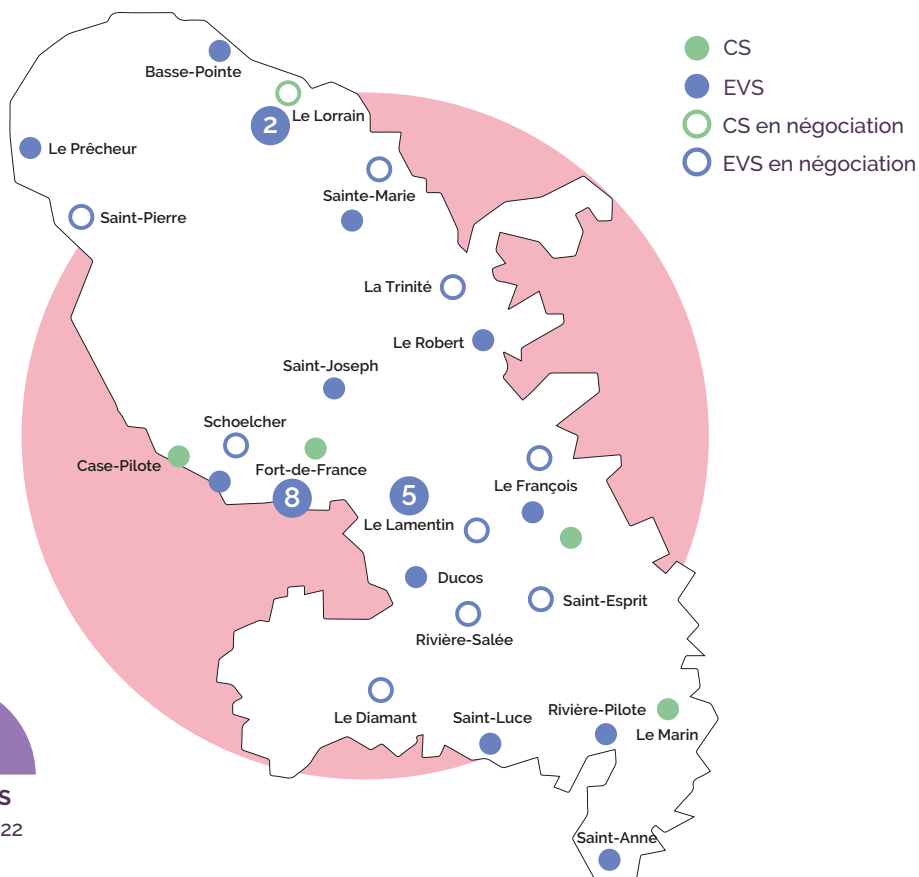 CS
EVS
CS en négociation
EVS en négociation
Basse-Pointe
Le Lorrain
2
Le Prêcheur
Sainte-Marie
Saint-Pierre
La Trinité
Le Robert
Saint-Joseph
Schoelcher
Case-Pilote
Fort-de-France
8
5
Le François
Le Lamentin
Ducos
Saint-Esprit
Rivière-Salée
Le Diamant
Saint-Luce
Rivière-Pilote
Le Marin
S
22
Saint-Anne